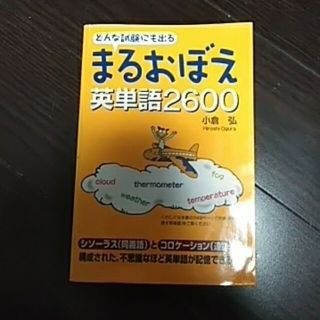 どんな試験にも出る
まるおぼえ
英単語2600
小倉 弘
Hiroshi Ogura
cloud
thermometer
fog
weather
temperature
シソーラス(同義語)とコロケーション
構成された、不思議なほど英単語が記憶でき